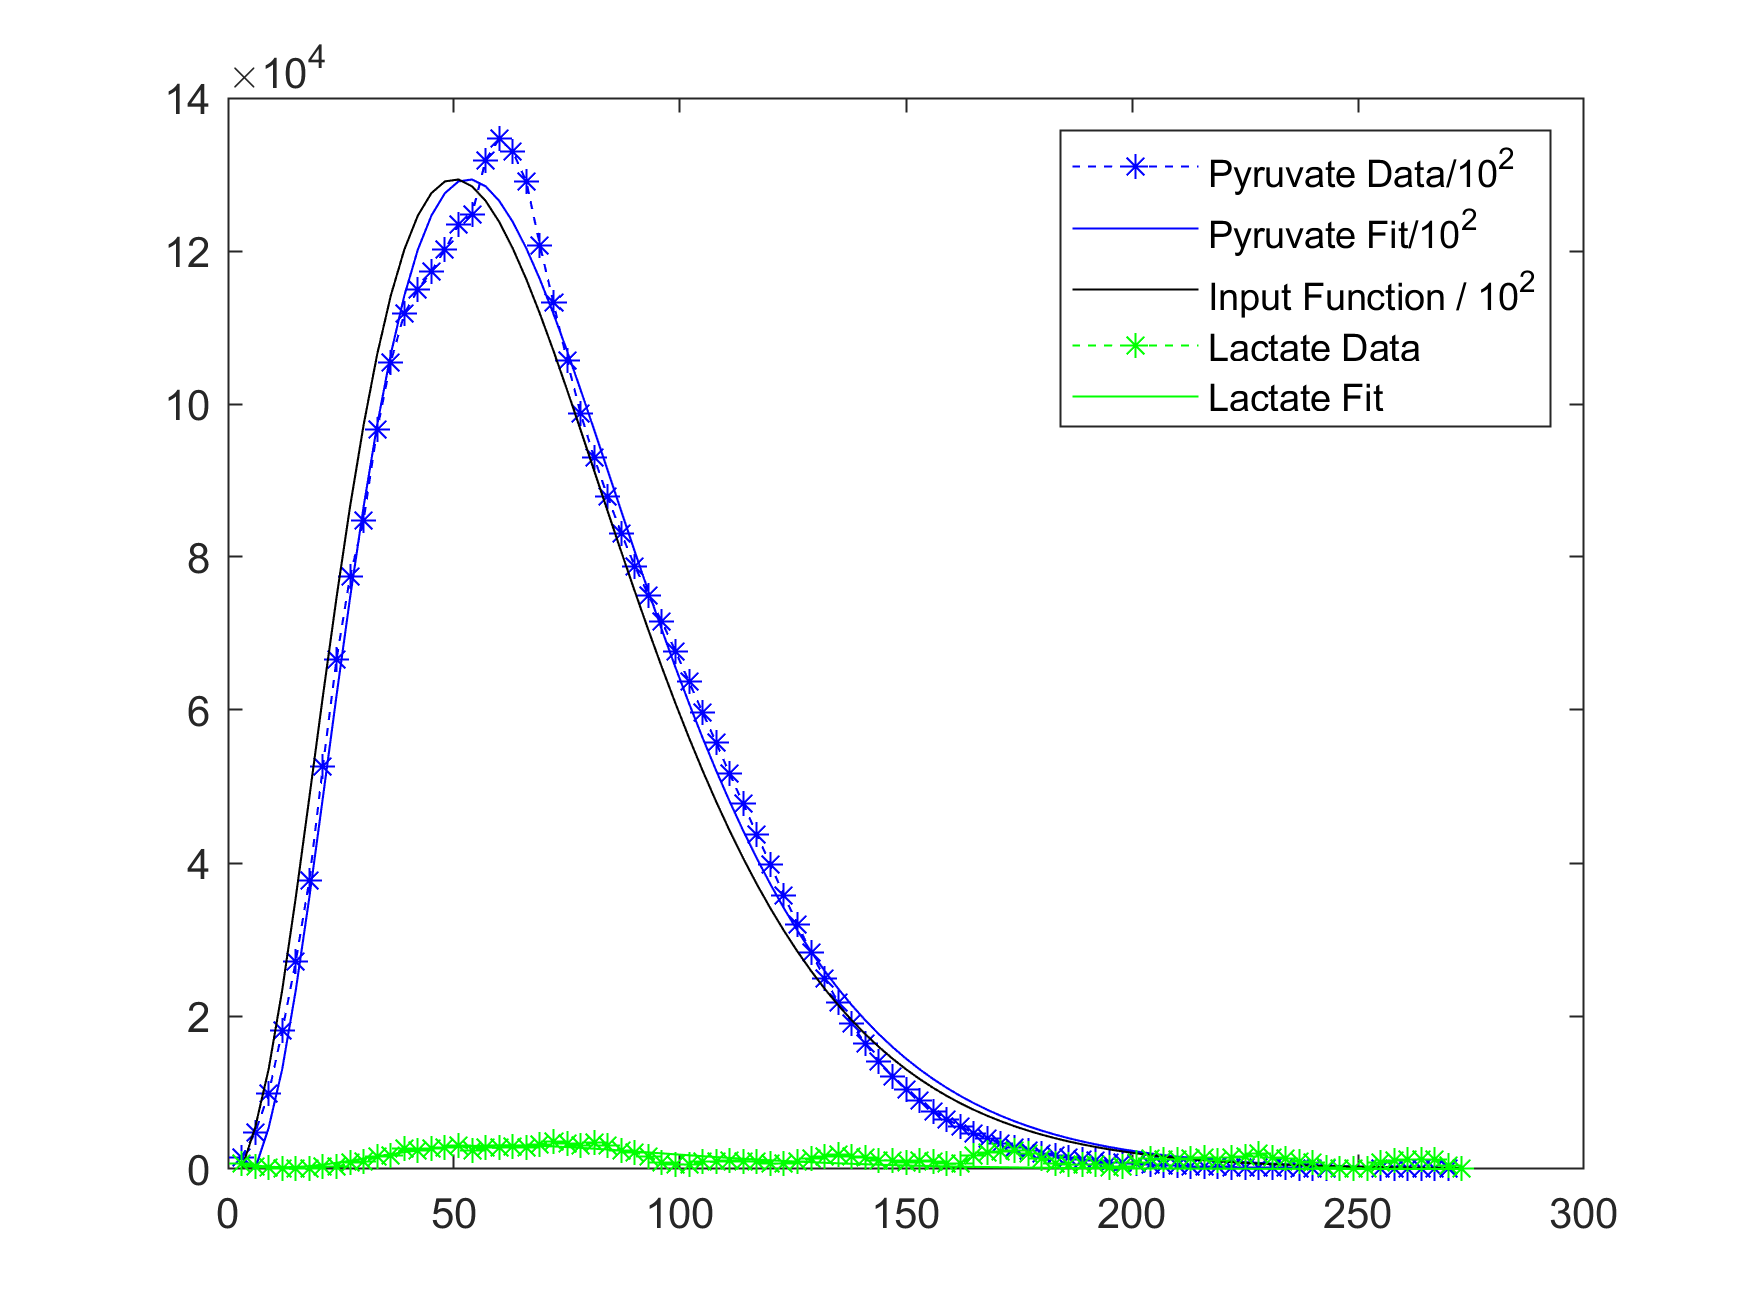 ×10^4
14
12
10
8
6
4
2
0
0 50 100 150 200 250 300
Pyruvate Data/10^2
Pyruvate Fit/10^2
Input Function / 10^2
Lactate Data
Lactate Fit